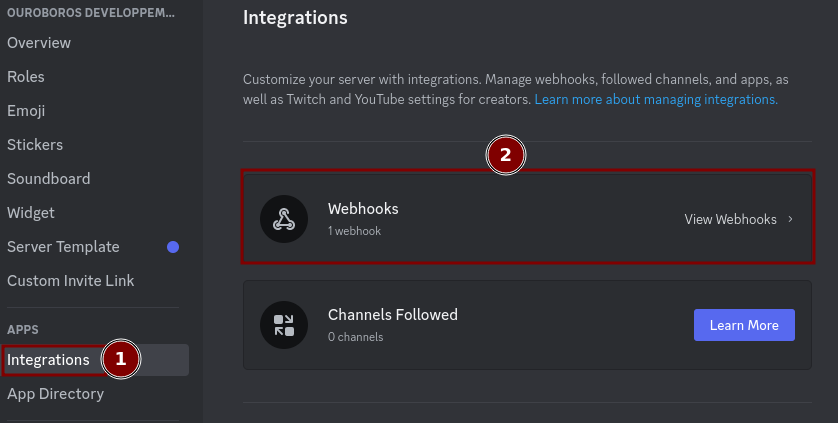 OUROBOROS DEVELOPPEM...
Overview
Roles
Emoji
Stickers
Soundboard
Widget
Server Template
Custom Invite Link
APPS
Integrations
1
App Directory
Integrations
Customize your server with integrations. Manage webhooks, followed channels, and apps, as
well as Twitch and YouTube settings for creators. Learn more about managing integrations.
2
Webhooks
1 webhook
View Webhooks
Channels Followed
0 channels
Learn More